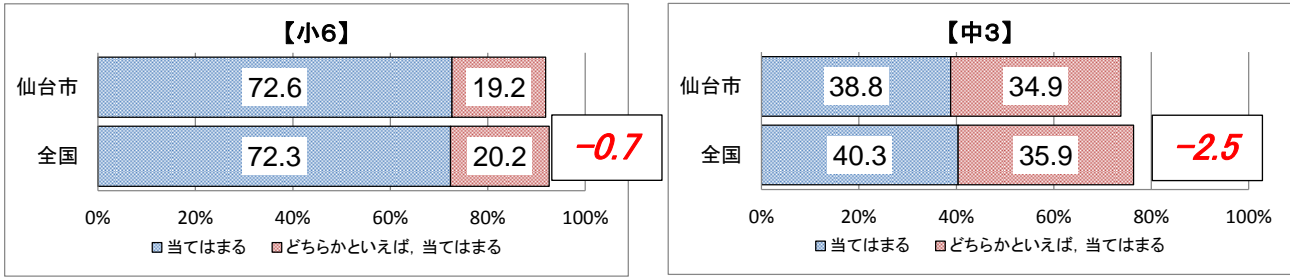 【小6】
仙台市
72.6
19.2
全国
72.3
20.2
-0.7
0%
20%
40%
60%
80%
100%
当てはまる
どちらかといえば，当てはまる
【中3】
仙台市
38.8
34.9
全国
40.3
35.9
-2.5
0%
20%
40%
60%
80%
100%
当てはまる
どちらかといえば，当てはまる